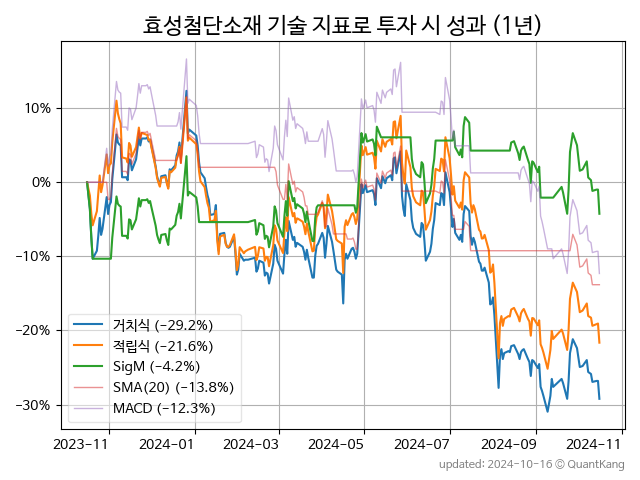 효성첨단소재 기술 지표로 투자 시 성과 (1년)
10%
0%
−10%
−20%
−30%
거치식 (−29.2%)
적립식 (−21.6%)
SigM (−4.2%)
SMA(20) (−13.8%)
MACD (−12.3%)
2023-11 2024-01 2024-03 2024-05 2024-07 2024-09 2024-11
updated: 2024-10-16 © QuantKang